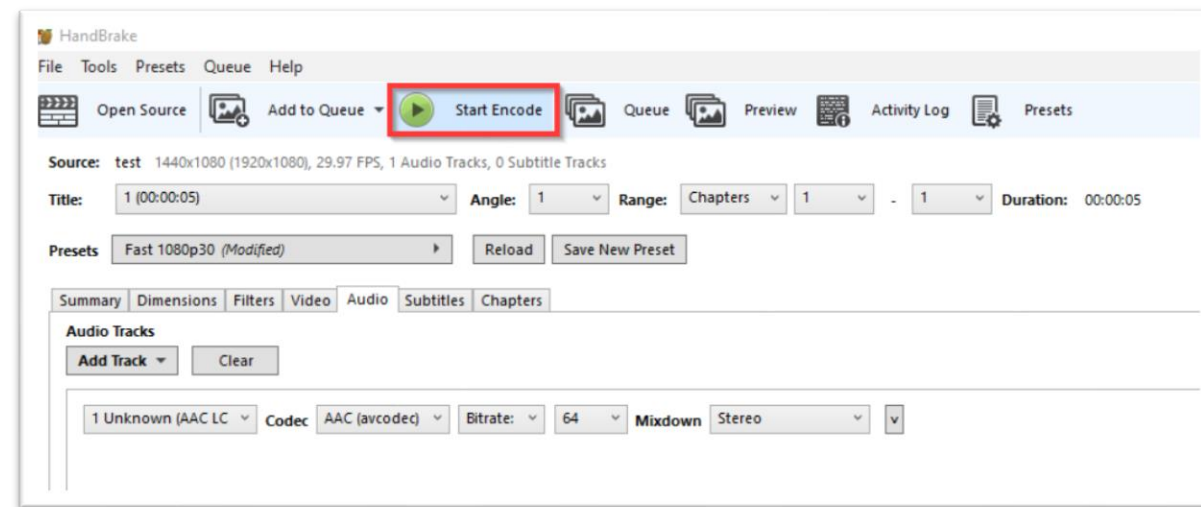 HandBrake
File Tools Presets Queue Help
Open Source Add to Queue Start Encode Queue Preview Activity Log Presets
Source: test 1440x1080 (1920x1080), 29.97 FPS, 1 Audio Tracks, 0 Subtitle Tracks
Title: 1 (00:00:05) Angle: 1 Range: Chapters 1 - 1 Duration: 00:00:05
Presets Fast 1080p30 (Modified) Reload Save New Preset
Summary Dimensions Filters Video Audio Subtitles Chapters
Audio Tracks
Add Track Clear
1 Unknown (AAC LC Codec AAC (avcodec) Bitrate: 64 Mixdown Stereo v